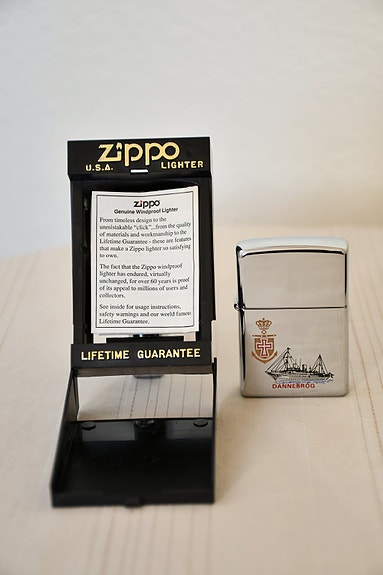 zippo
U.S.A. LIGHTER
zippo
Genuine Windproof Lighter
From timeless design to the
unmistakable "click"...from the quality
of materials and workmanship to the
Lifetime Guarantee - these are features
that make a Zippo lighter so satisfying
to own.
The fact that the Zippo windproof
lighter has endured, virtually
unchanged, for over 60 years is proof
of its appeal to millions of users and
collectors.
See inside for usage instructions,
safety warnings and our world famous
Lifetime Guarantee.
LIFETIME GUARANTEE
DANNEBROG